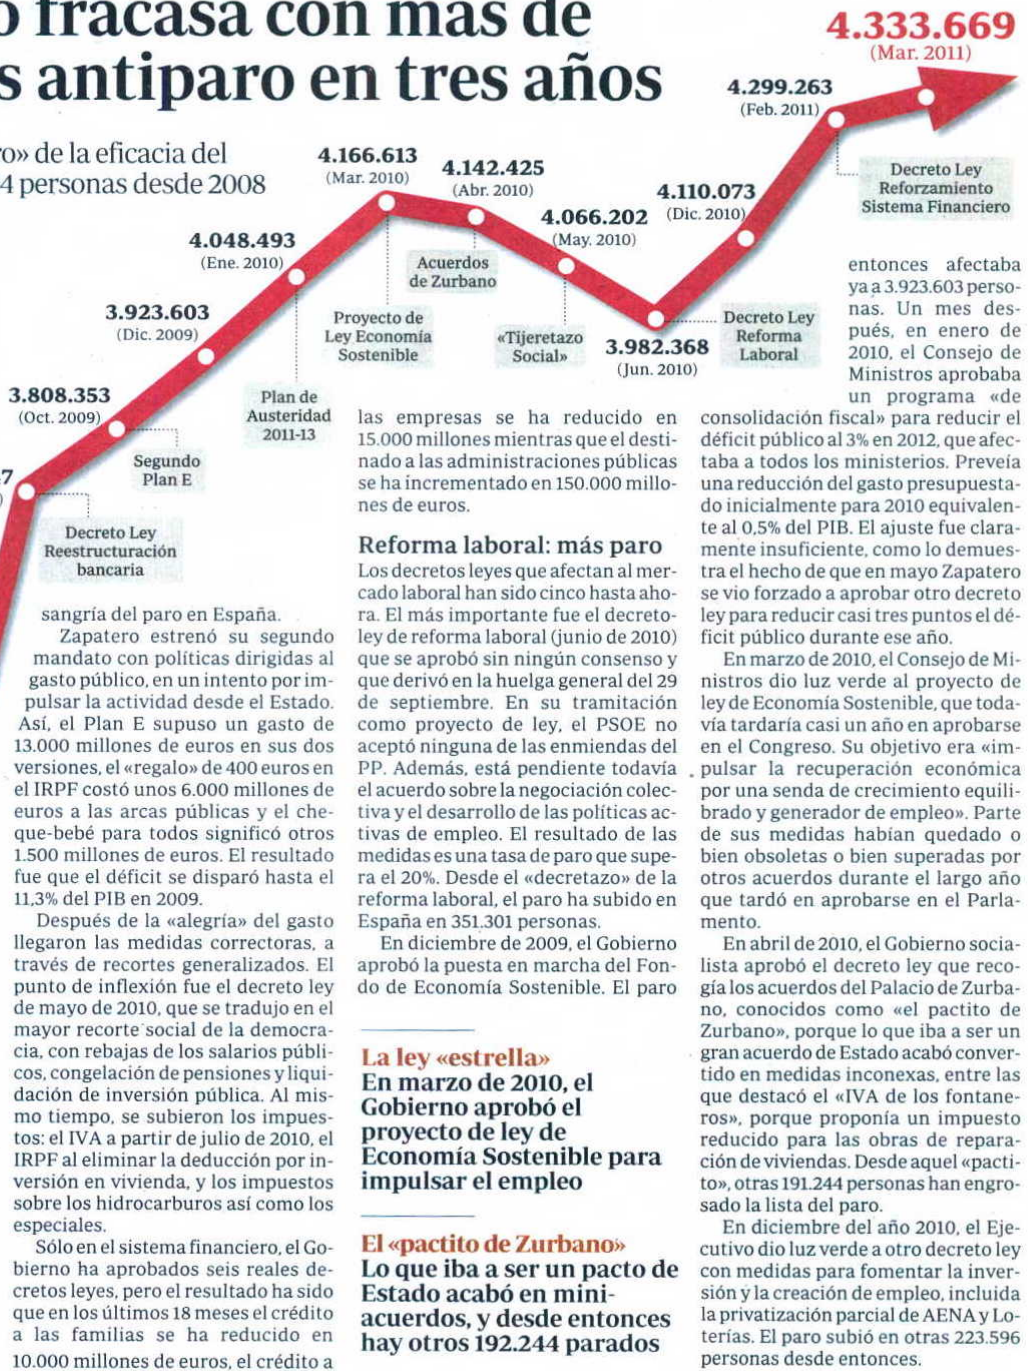 o fracasa con más de
s antiparo en tres años
ro» de la eficacia del
4 personas desde 2008
4.333.669
(Mar. 2011)
4.299.263
(Feb. 2011)
4.166.613
(Mar. 2010)
4.142.425
(Abr. 2010)
4.110.073
(Dic. 2010)
4.066.202
(May. 2010)
4.048.493
(Ene. 2010)
3.982.368
(Jun. 2010)
3.923.603
(Dic. 2009)
3.808.353
(Oct. 2009)
7
)
Decreto Ley
Reforzamiento
Sistema Financiero
Acuerdos
de Zurbano
Proyecto de
Ley Economía
Sostenible
«Tijeretazo
Social»
Decreto Ley
Reforma
Laboral
Plan de
Austeridad
2011-13
Segundo
Plan E
Decreto Ley
Reestructuración
bancaria
sangría del paro en España.
Zapatero estrenó su segundo
mandato con políticas dirigidas al
gasto público, en un intento por im-
pulsar la actividad desde el Estado.
Así, el Plan E supuso un gasto de
13.000 millones de euros en sus dos
versiones, el «regalo» de 400 euros en
el IRPF costó unos 6.000 millones de
euros a las arcas públicas y el che-
que-bebé para todos significó otros
1.500 millones de euros. El resultado
fue que el déficit se disparó hasta el
11,3% del PIB en 2009.
Después de la «alegría» del gasto
llegaron las medidas correctoras, a
través de recortes generalizados. El
punto de inflexión fue el decreto ley
de mayo de 2010, que se tradujo en el
mayor recorte social de la democra-
cia, con rebajas de los salarios públi-
cos, congelación de pensiones y liqui-
dación de inversión pública. Al mis-
mo tiempo, se subieron los impues-
tos: el IVA a partir de julio de 2010, el
IRPF al eliminar la deducción por in-
versión en vivienda, y los impuestos
sobre los hidrocarburos así como los
especiales.
Sólo en el sistema financiero, el Go-
bierno ha aprobados seis reales de-
cretos leyes, pero el resultado ha sido
que en los últimos 18 meses el crédito
a las familias se ha reducido en
10.000 millones de euros, el crédito a
las empresas se ha reducido en
15.000 millones mientras que el desti-
nado a las administraciones públicas
se ha incrementado en 150.000 millo-
nes de euros.
Reforma laboral: más paro
Los decretos leyes que afectan al mer-
cado laboral han sido cinco hasta aho-
ra. El más importante fue el decreto-
ley de reforma laboral (junio de 2010)
que se aprobó sin ningún consenso y
que derivó en la huelga general del 29
de septiembre. En su tramitación
como proyecto de ley, el PSOE no
aceptó ninguna de las enmiendas del
PP. Además, está pendiente todavía
el acuerdo sobre la negociación colec-
tiva y el desarrollo de las políticas ac-
tivas de empleo. El resultado de las
medidas es una tasa de paro que supe-
ra el 20%. Desde el «decretazo» de la
reforma laboral, el paro ha subido en
España en 351.301 personas.
En diciembre de 2009, el Gobierno
aprobó la puesta en marcha del Fon-
do de Economía Sostenible. El paro
La ley «estrella»
En marzo de 2010, el
Gobierno aprobó el
proyecto de ley de
Economía Sostenible para
impulsar el empleo
El «pactito de Zurbano»
Lo que iba a ser un pacto de
Estado acabó en mini-
acuerdos, y desde entonces
hay otros 192.244 parados
entonces afectaba
ya a 3.923.603 perso-
nas. Un mes des-
pués, en enero de
2010, el Consejo de
Ministros aprobaba
un programa «de
consolidación fiscal» para reducir el
déficit público al 3% en 2012, que afec-
taba a todos los ministerios. Preveía
una reducción del gasto presupuesta-
do inicialmente para 2010 equivalen-
te al 0,5% del PIB. El ajuste fue clara-
mente insuficiente, como lo demues-
tra el hecho de que en mayo Zapatero
se vio forzado a aprobar otro decreto
ley para reducir casi tres puntos el dé-
ficit público durante ese año.
En marzo de 2010, el Consejo de Mi-
nistros dio luz verde al proyecto de
ley de Economía Sostenible, que toda-
vía tardaría casi un año en aprobarse
en el Congreso. Su objetivo era «im-
pulsar la recuperación económica
por una senda de crecimiento equili-
brado y generador de empleo». Parte
de sus medidas habían quedado o
bien obsoletas o bien superadas por
otros acuerdos durante el largo año
que tardó en aprobarse en el Parla-
mento.
En abril de 2010, el Gobierno socia-
lista aprobó el decreto ley que reco-
gía los acuerdos del Palacio de Zurba-
no, conocidos como «el pactito de
Zurbano», porque lo que iba a ser un
gran acuerdo de Estado acabó conver-
tido en medidas inconexas, entre las
que destacó el «IVA de los fontane-
ros», porque proponía un impuesto
reducido para las obras de repara-
ción de viviendas. Desde aquel «pacti-
to», otras 191.244 personas han engro-
sado la lista del paro.
En diciembre del año 2010, el Eje-
cutivo dio luz verde a otro decreto ley
con medidas para fomentar la inver-
sión y la creación de empleo, incluida
la privatización parcial de AENA y Lo-
terías. El paro subió en otras 223.596
personas desde entonces.